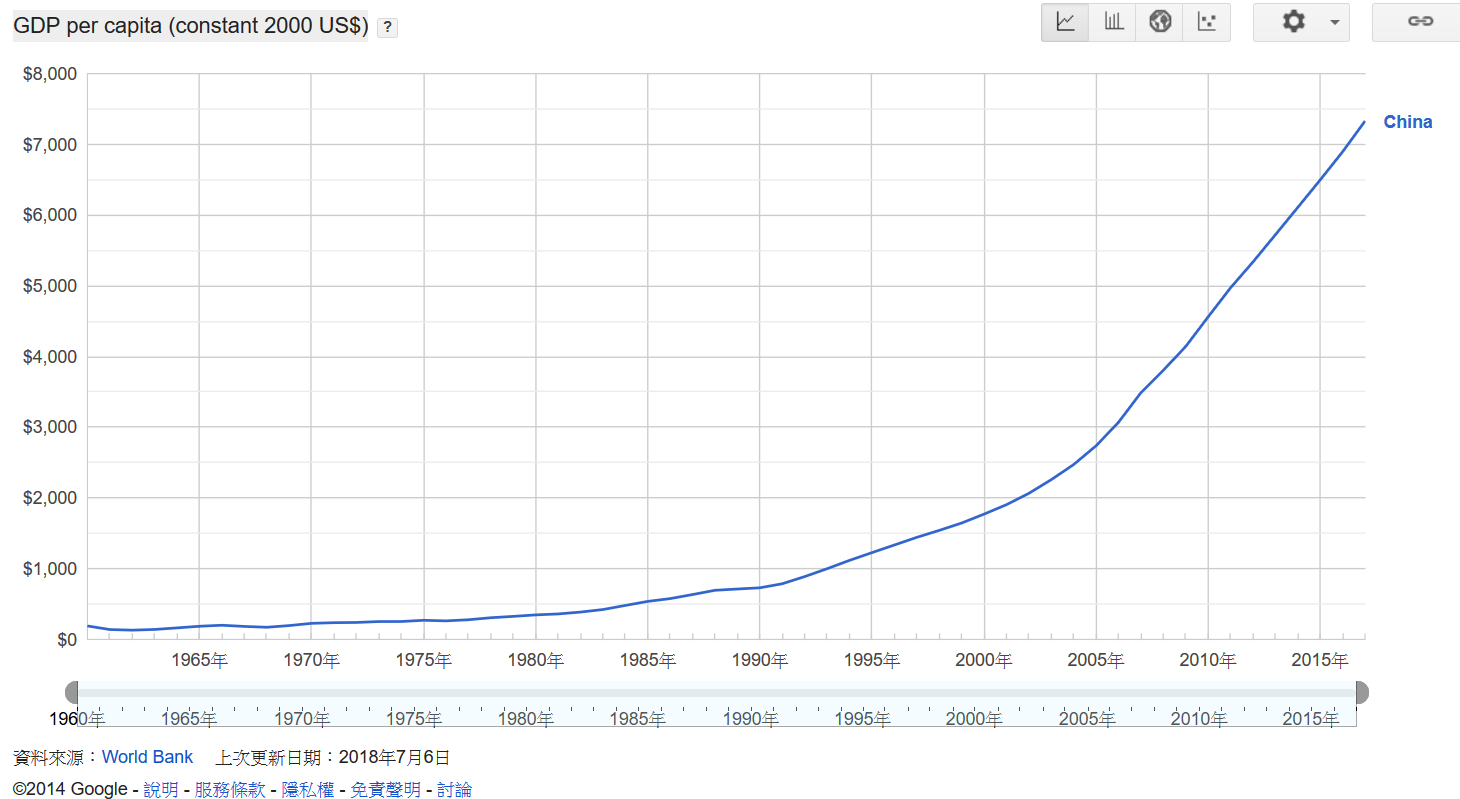 GDP per capita (constant 2000 US$) ?
$8,000
China
$7,000
$6,000
$5,000
$4,000
$3,000
$2,000
$1,000
$0
1965年 1970年 1975年 1980年 1985年 1990年 1995年 2000年 2005年 2010年 2015年
1960年 1965年 1970年 1975年 1980年 1985年 1990年 1995年 2000年 2005年 2010年 2015年
資料來源：World Bank 上次更新日期：2018年7月6日
©2014 Google - 說明 - 服務條款 - 隱私權 - 免責聲明 - 討論